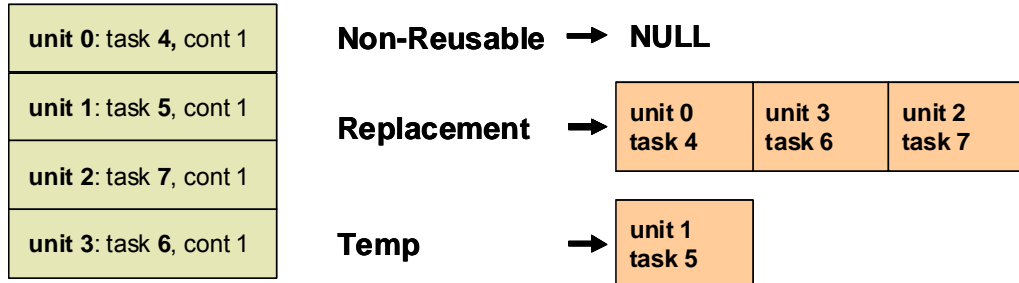 unit 0: task 4, cont 1
unit 1: task 5, cont 1
unit 2: task 7, cont 1
unit 3: task 6, cont 1
Non-Reusable → NULL
Replacement →
unit 0 unit 3 unit 2
task 4 task 6 task 7
Temp →
unit 1
task 5